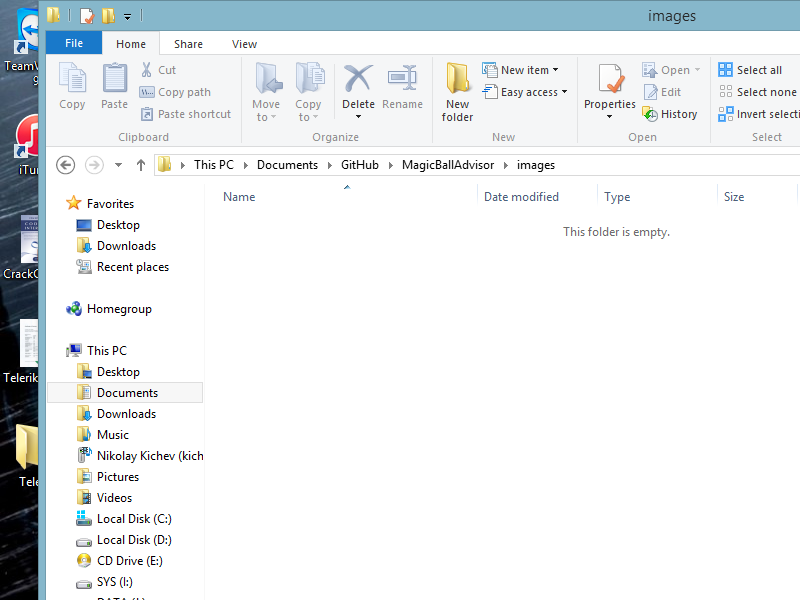 images
File Home Share View
Copy Paste Cut Copy path Paste shortcut Clipboard
Move to Copy to Delete Rename Organize
New folder New item Easy access New
Properties Open Edit History Open
Select all Select none Invert selecti Select
This PC Documents GitHub MagicBallAdvisor images
Name Date modified Type Size
This folder is empty.
Favorites
Desktop
Downloads
Recent places
Homegroup
This PC
Desktop
Documents
Downloads
Music
Nikolay Kichev (kich
Pictures
Videos
Local Disk (C:)
Local Disk (D:)
CD Drive (E:)
SYS (I:)
TeamV
9
iTu
CrackC
Telerik
Tele